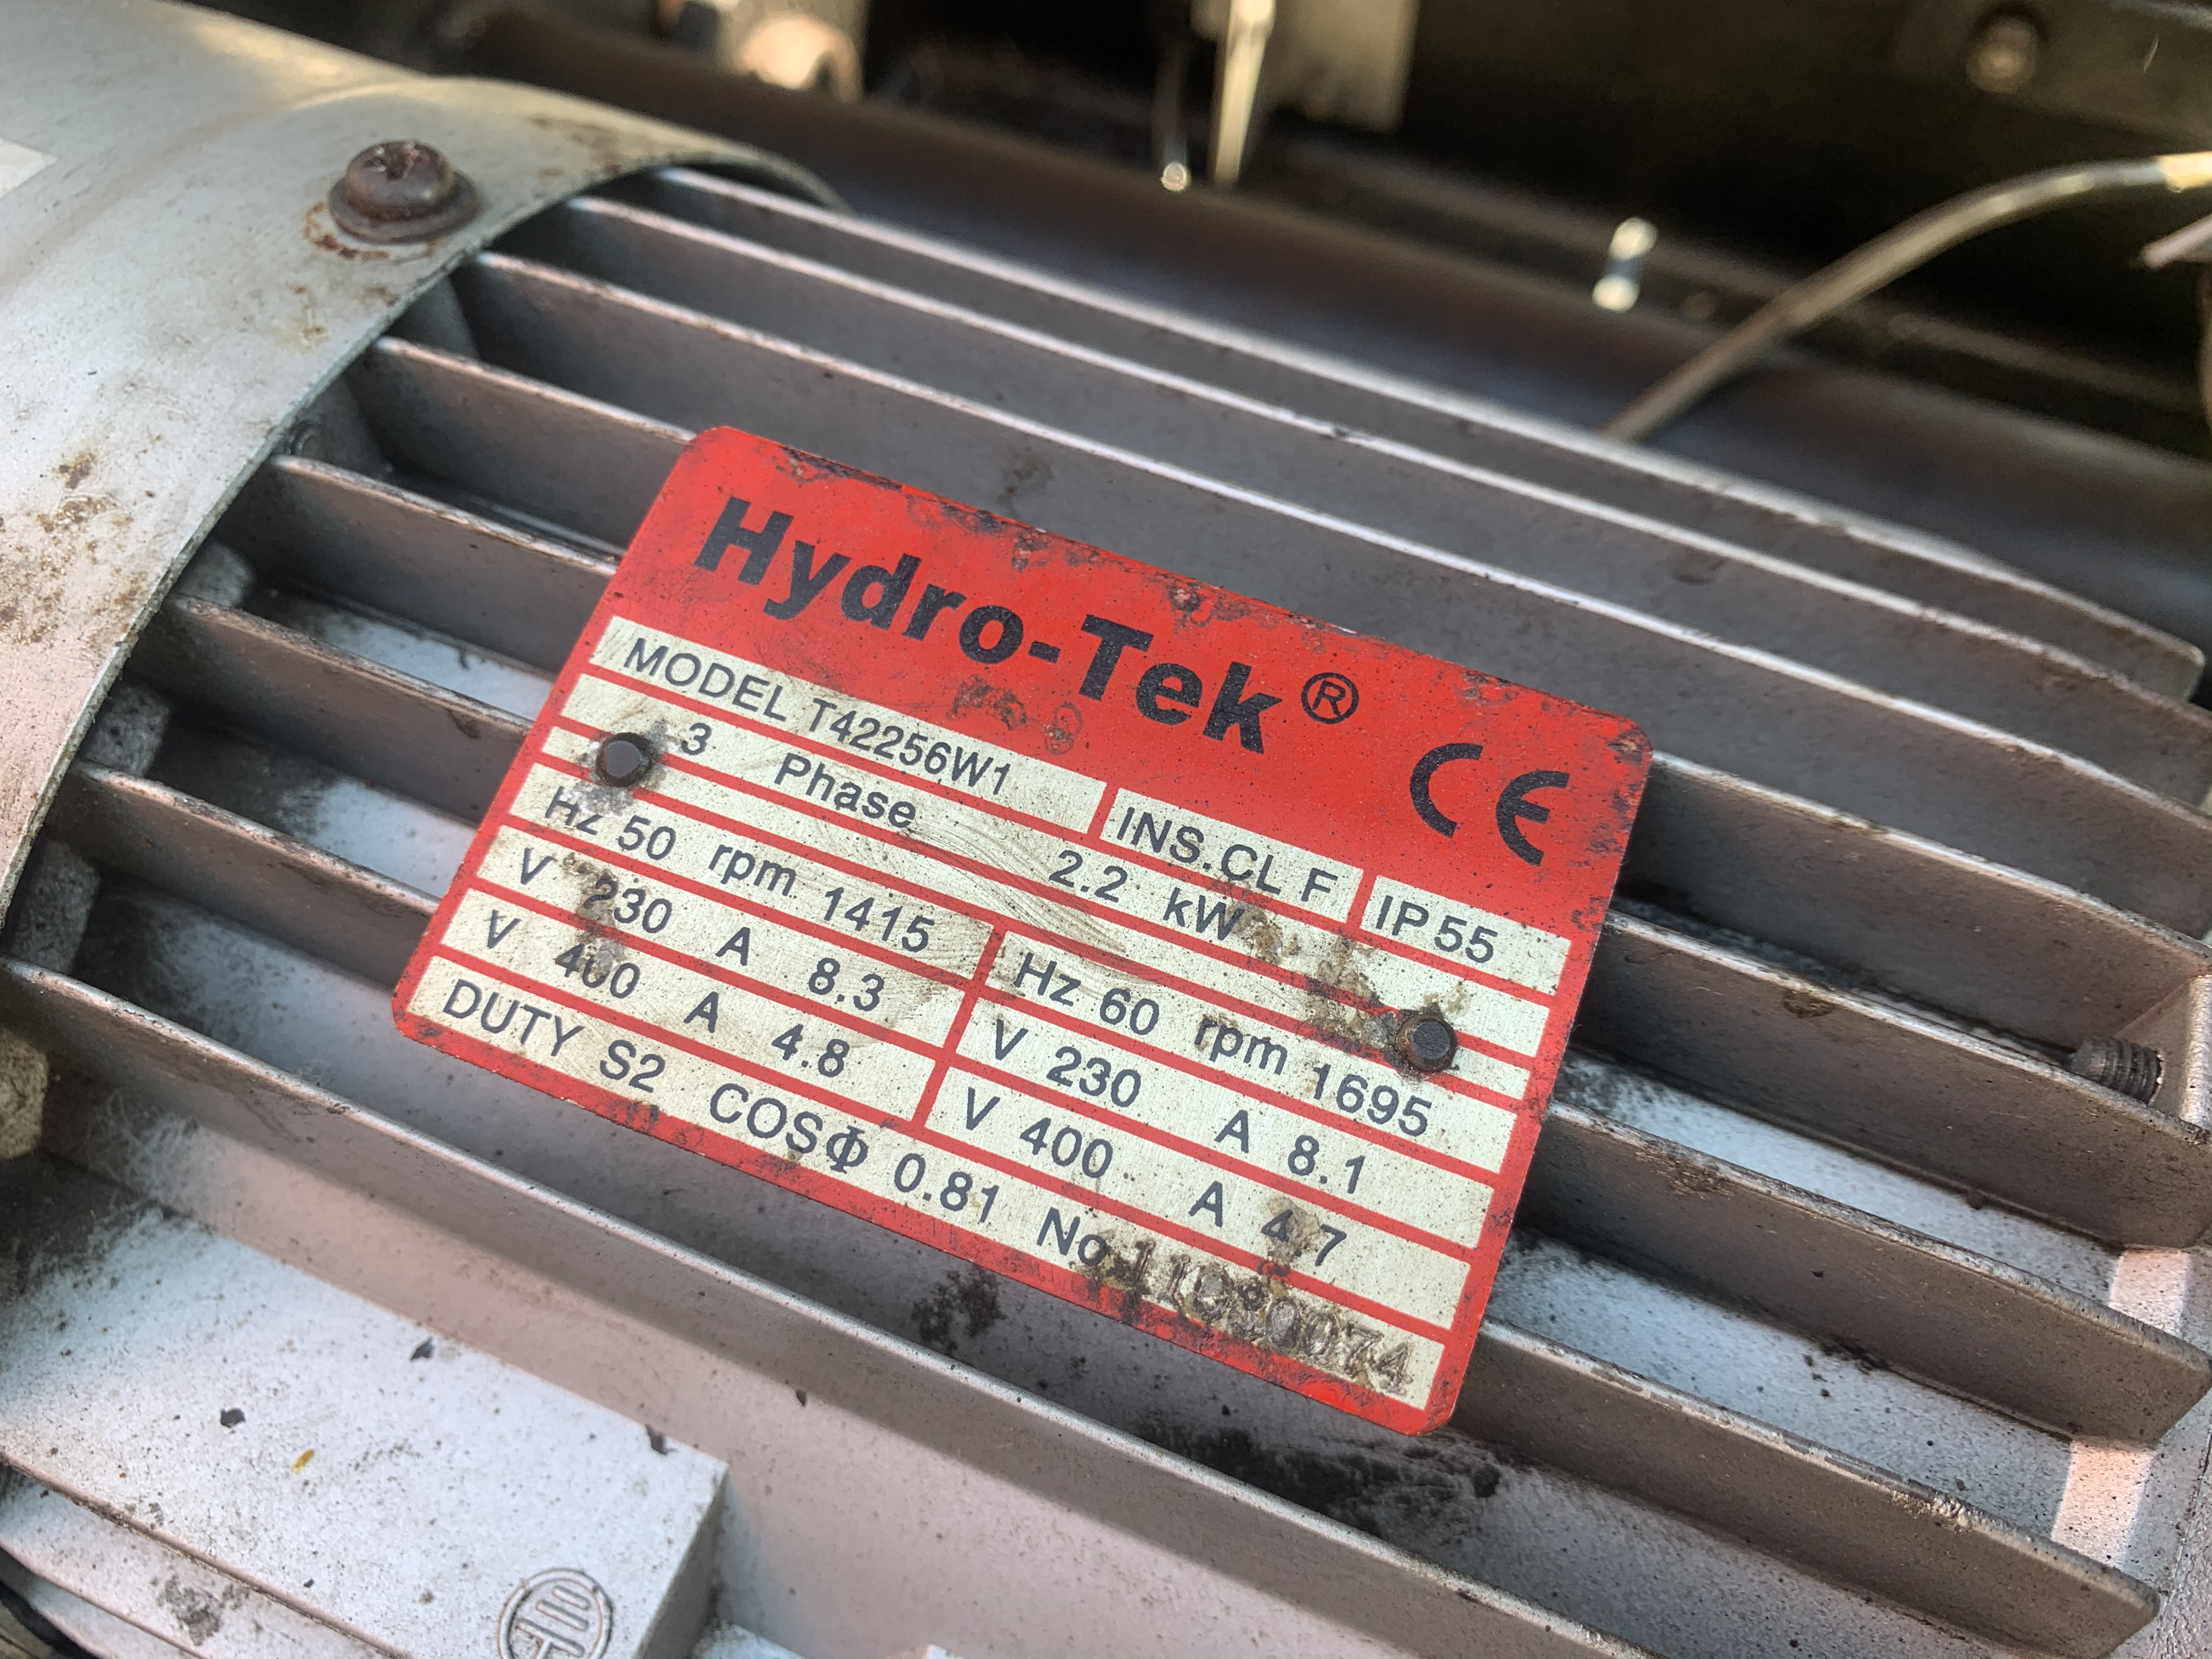 Hydro-Tek®
CE
MODEL T42256W1 INS.CL F IP55
3 Phase 2.2 kW
Hz 50 rpm 1415 Hz 60 rpm 1695
V 230 A 8.3 V 230 A 8.1
V 400 A 4.8 V 400 A 4.7
DUTY S2 COSΦ 0.81 No.